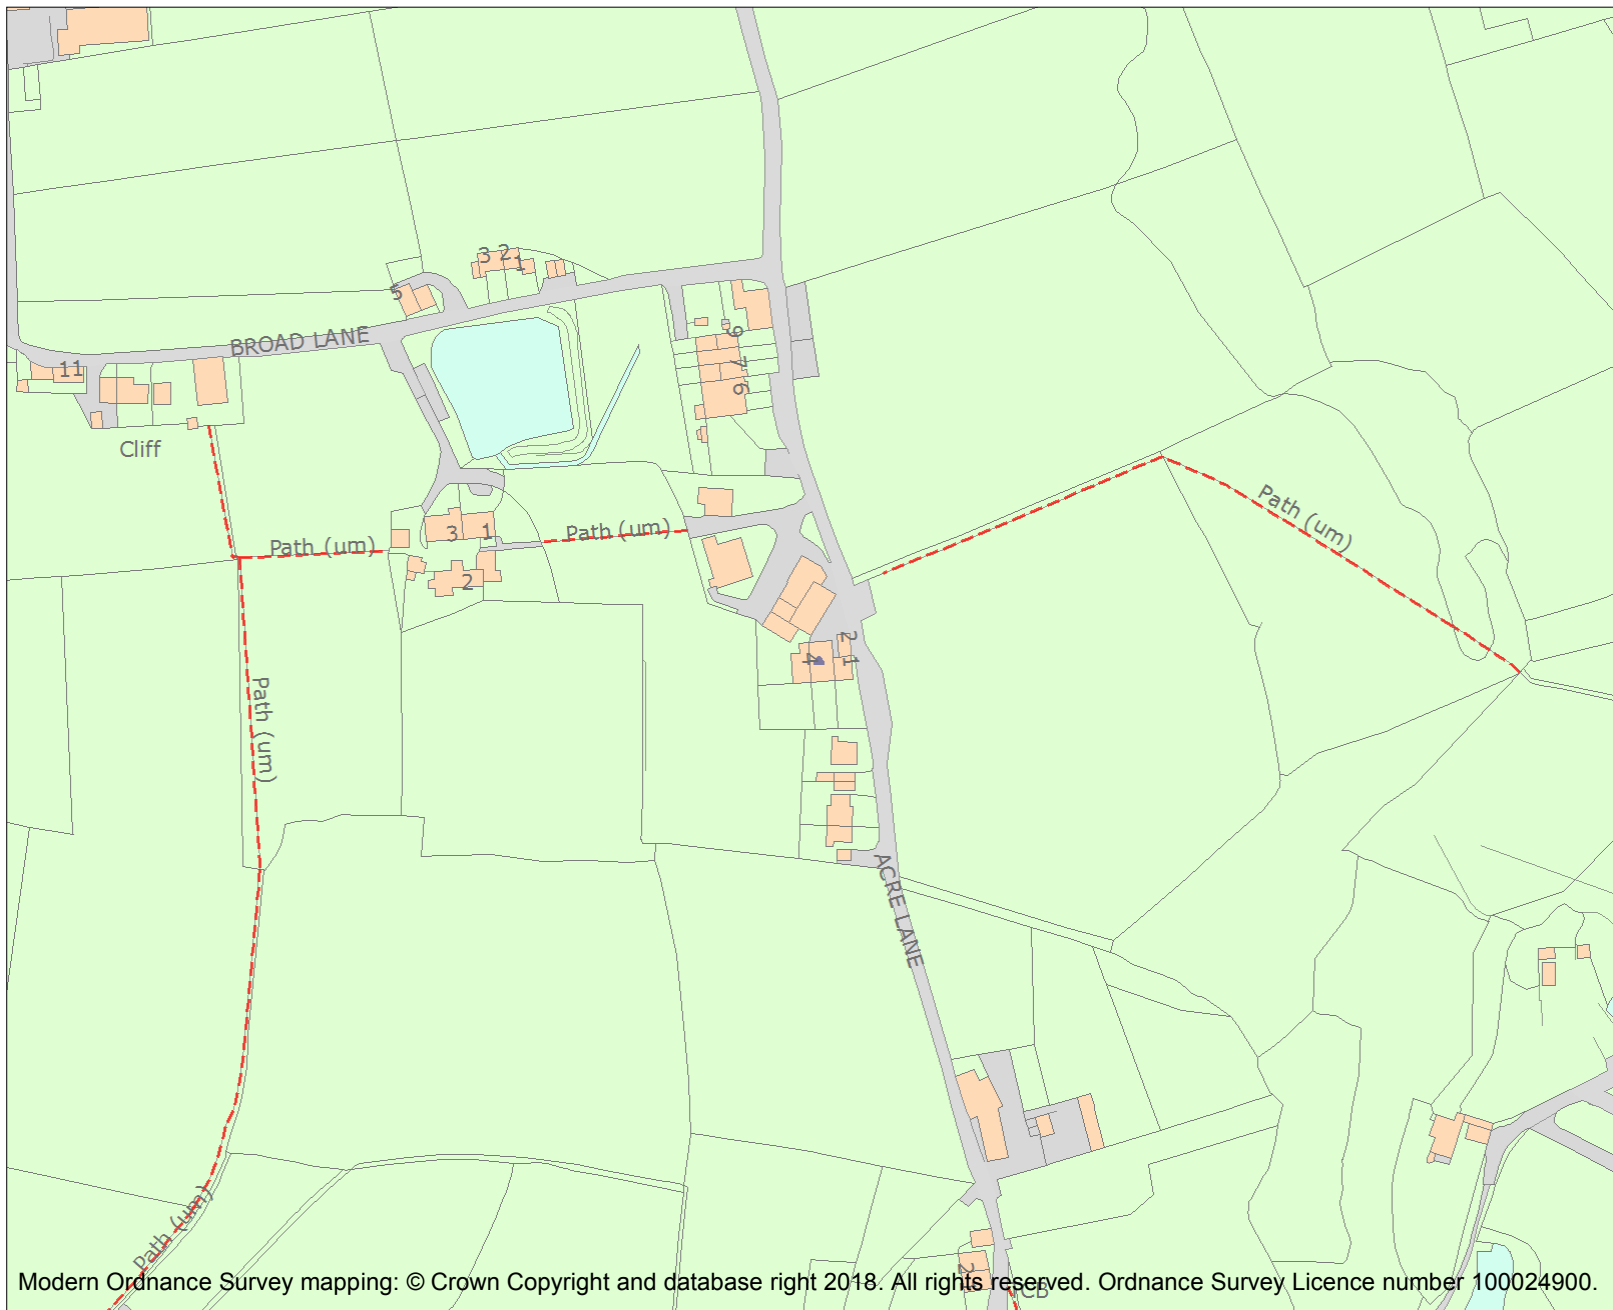 3 2
1
5
BROAD LANE
11
9
7
6
Cliff
Path (um)
3 1
Path (um)
Path (um)
2
2
4 1
Path (um)
ACRE LANE
Path (um)
TCB
Modern Ordnance Survey mapping: © Crown Copyright and database right 2018. All rights reserved. Ordnance Survey Licence number 100024900.